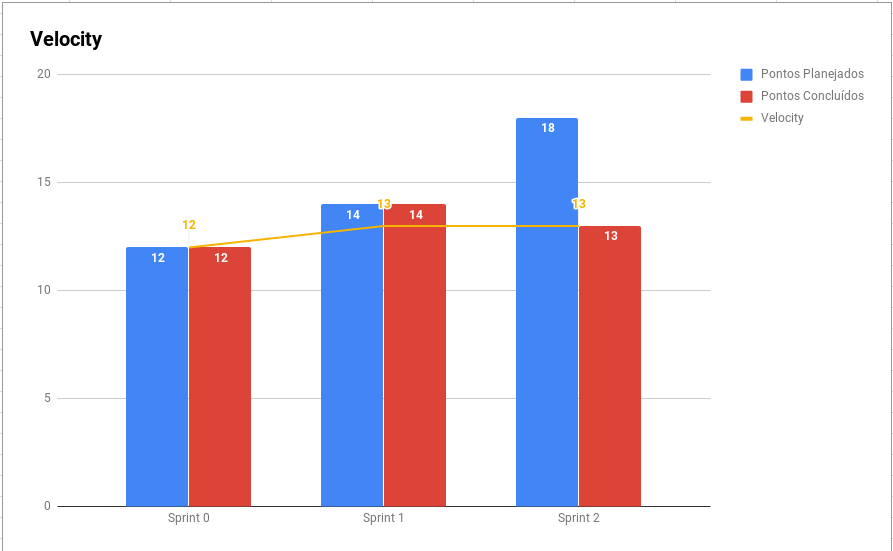 Velocity
20
15
10
5
0
12
13
13
12
12
14
14
18
13
Sprint 0
Sprint 1
Sprint 2
Pontos Planejados
Pontos Concluídos
Velocity